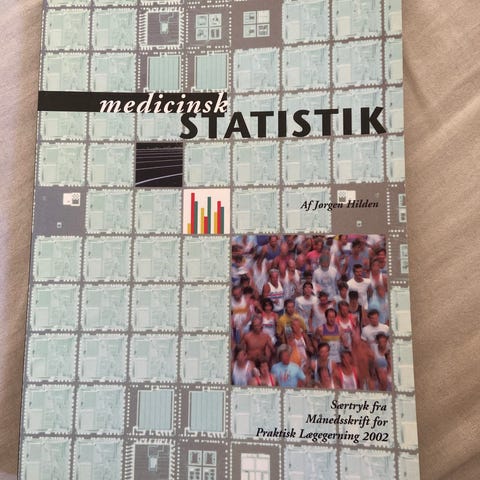 medicinsk
STATISTIK
Af Jørgen Hilden
Særtryk fra
Månedsskrift for
Praktisk Lægegerning 2002